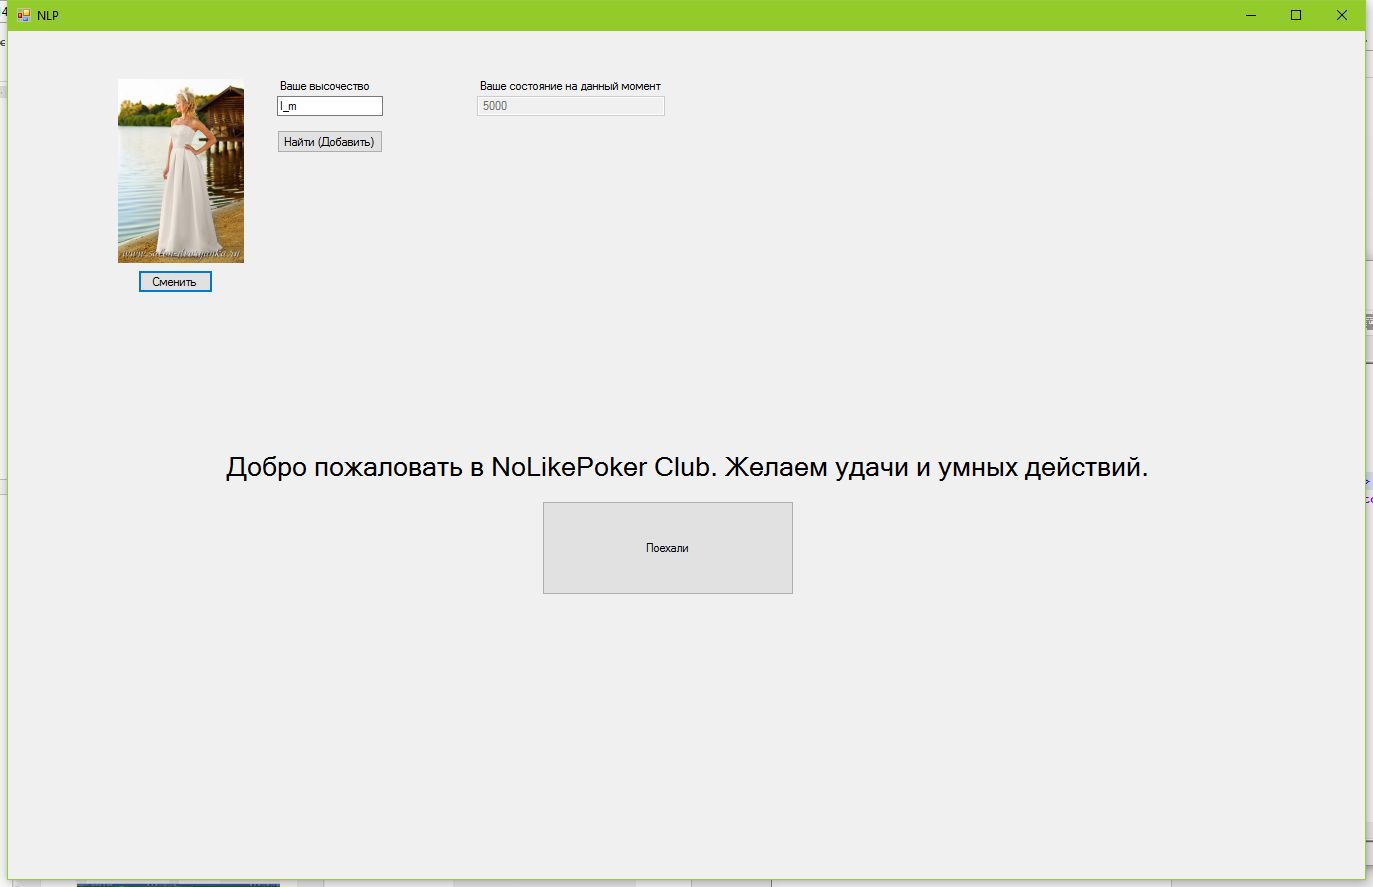 NLP
Ваше высочество
Ваше состояние на данный момент
l_m
5000
Найти (Добавить)
Сменить
Добро пожаловать в NoLikePoker Club. Желаем удачи и умных действий.
Поехали